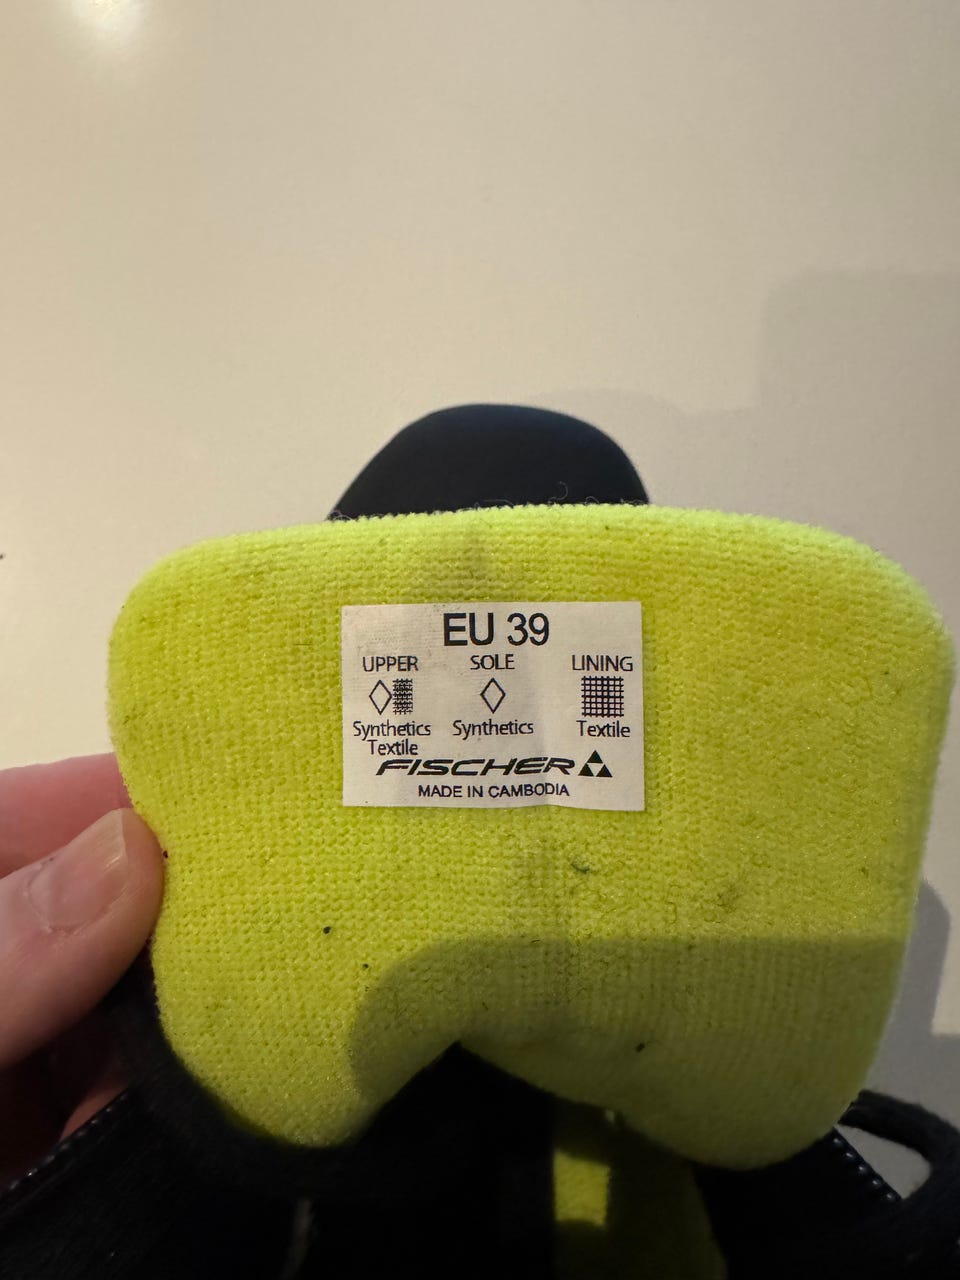 EU 39
UPPER SOLE LINING
Synthetics Synthetics Textile
Textile
FISCHER
MADE IN CAMBODIA